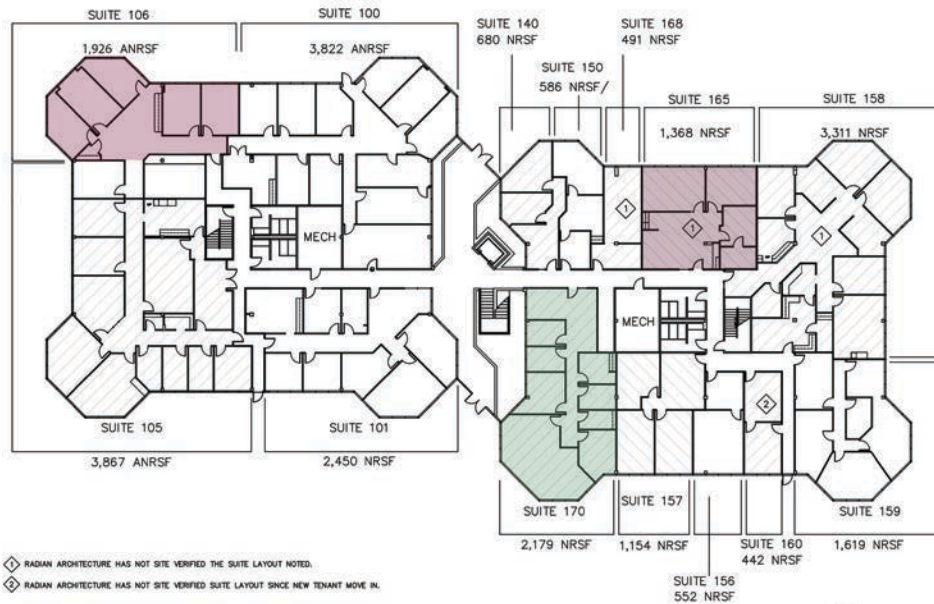 SUITE 106
SUITE 100
1,926 ANRSF
3,822 ANRSF
SUITE 140
680 NRSF
SUITE 168
491 NRSF
SUITE 150
586 NRSF/
SUITE 165
SUITE 158
1,368 NRSF
3,311 NRSF
1
1
1
MECH
MECH
2
SUITE 105
SUITE 101
3,867 ANRSF
2,450 NRSF
SUITE 170
SUITE 157
SUITE 159
2,179 NRSF
1,154 NRSF
SUITE 160
442 NRSF
1,619 NRSF
SUITE 156
552 NRSF
1 RADIAN ARCHITECTURE HAS NOT SITE VERIFIED THE SUITE LAYOUT NOTED.
2 RADIAN ARCHITECTURE HAS NOT SITE VERIFIED SUITE LAYOUT SINCE NEW TENANT MOVE IN.